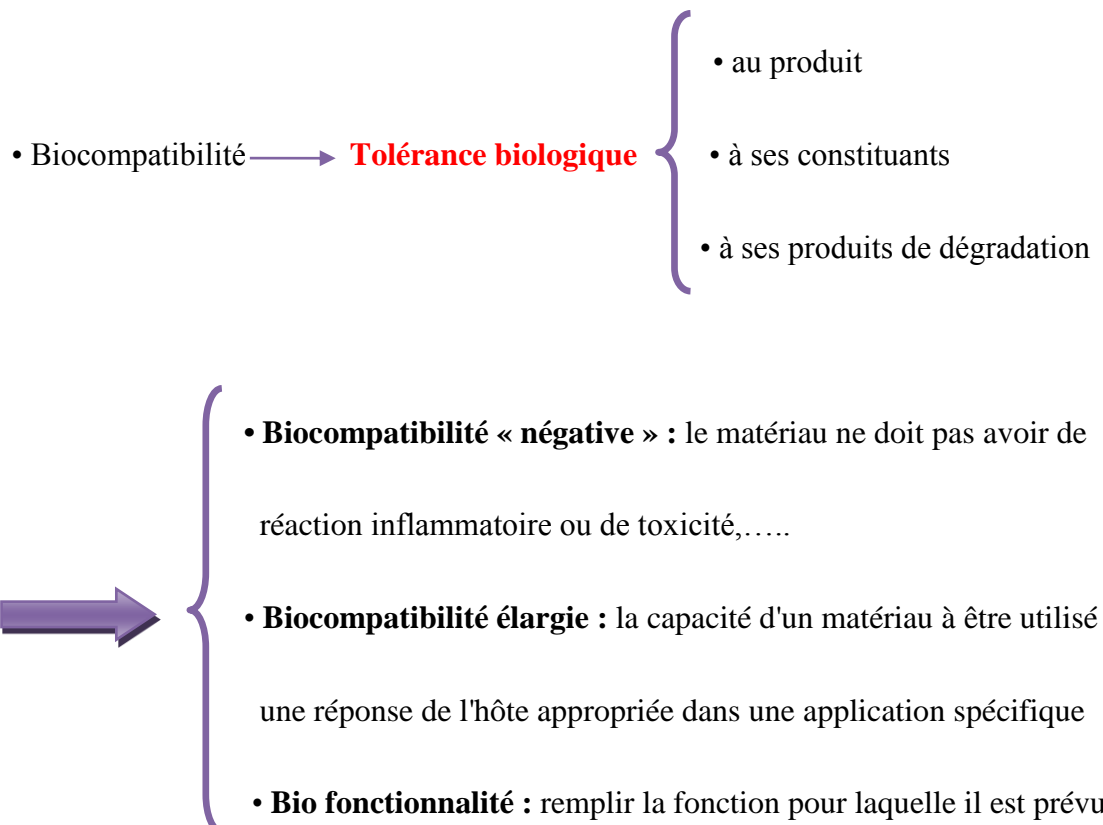 • au produit
• Biocompatibilité Tolérance biologique • à ses constituants
• à ses produits de dégradation
• Biocompatibilité « négative » : le matériau ne doit pas avoir de
réaction inflammatoire ou de toxicité,…..
• Biocompatibilité élargie : la capacité d'un matériau à être utilisé
une réponse de l'hôte appropriée dans une application spécifique
• Bio fonctionnalité : remplir la fonction pour laquelle il est prévu